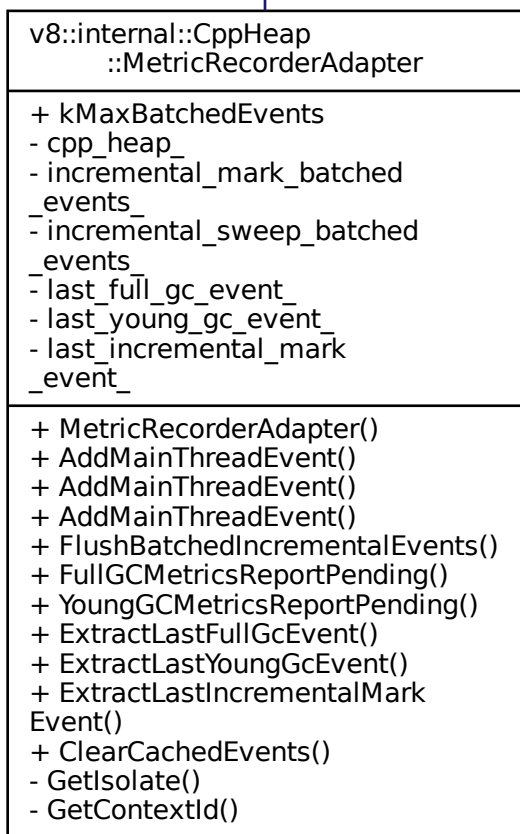 v8::internal::CppHeap
::MetricRecorderAdapter
+ kMaxBatchedEvents
- cpp_heap_
- incremental_mark_batched
_events_
- incremental_sweep_batched
_events_
- last_full_gc_event_
- last_young_gc_event_
- last_incremental_mark
_event_
+ MetricRecorderAdapter()
+ AddMainThreadEvent()
+ AddMainThreadEvent()
+ AddMainThreadEvent()
+ FlushBatchedIncrementalEvents()
+ FullGCMetricsReportPending()
+ YoungGCMetricsReportPending()
+ ExtractLastFullGcEvent()
+ ExtractLastYoungGcEvent()
+ ExtractLastIncrementalMark
Event()
+ ClearCachedEvents()
- GetIsolate()
- GetContextId()